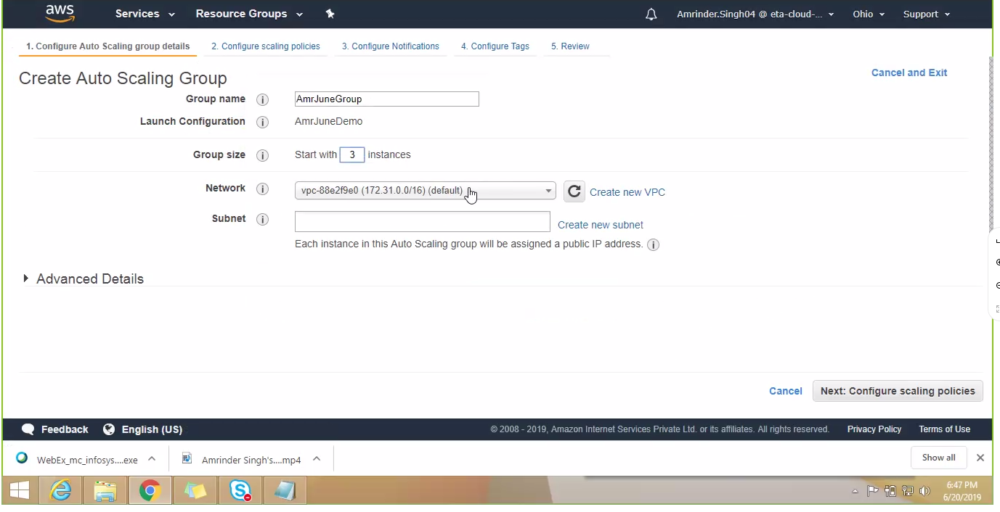 aws Services Resource Groups Amrinder.Singh04 @ eta-cloud-... Ohio Support
1. Configure Auto Scaling group details 2. Configure scaling policies 3. Configure Notifications 4. Configure Tags 5. Review
Create Auto Scaling Group Cancel and Exit
Group name i AmrJuneGroup
Launch Configuration i AmrJuneDemo
Group size i Start with 3 instances
Network i vpc-88e2f9e0 (172.31.0.0/16) (default) Create new VPC
Subnet i Create new subnet
Each instance in this Auto Scaling group will be assigned a public IP address. i
Advanced Details
Cancel Next: Configure scaling policies
Feedback English (US) © 2008 - 2019, Amazon Internet Services Private Ltd. or its affiliates. All rights reserved. Privacy Policy Terms of Use
WebEx_mc_infosys....exe Amrinder Singh's....mp4 Show all
6:47 PM
6/20/2019